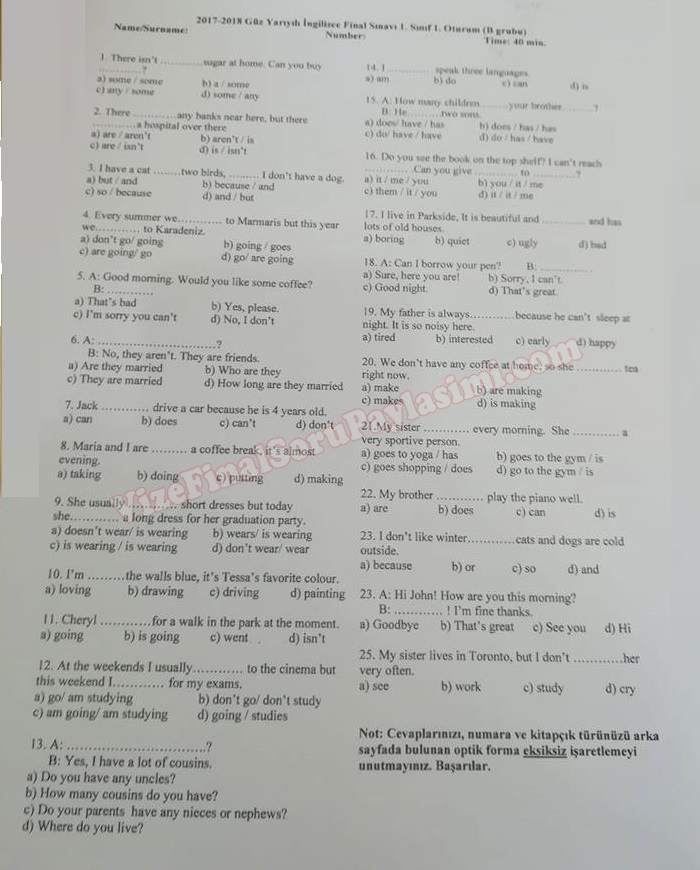 2017-2018 Güz Yarıyılı İngilizce Final Sınavı 1. Sınıf 1. Oturum (B grubu)
Name/Surname: Number: Time: 40 min.
1. There isn't ............sugar at home. Can you buy
............?
a) some / some b) a / some
c) any / some d) some / any
2. There ............any banks near here, but there
............a hospital over there
a) are / aren't b) aren't / is
c) are / isn't d) is / isn't
3. I have a cat .......two birds, ......... I don't have a dog.
a) but / and b) because / and
c) so / because d) and / but
4. Every summer we............ to Marmaris but this year
we............ to Karadeniz.
a) don't go/ going b) going / goes
c) are going/ go d) go/ are going
5. A: Good morning. Would you like some coffee?
B: ............
a) That's bad b) Yes, please.
c) I'm sorry you can't d) No, I don't
6. A: ................................?
B: No, they aren't. They are friends.
a) Are they married b) Who are they
c) They are married d) How long are they married
7. Jack ............ drive a car because he is 4 years old.
a) can b) does c) can't d) don't
8. Maria and I are ......... a coffee break, it's almost
evening.
a) taking b) doing c) putting d) making
9. She usually............ short dresses but today
she............ a long dress for her graduation party.
a) doesn't wear/ is wearing b) wears/ is wearing
c) is wearing / is wearing d) don't wear/ wear
10. I'm .........the walls blue, it's Tessa's favorite colour.
a) loving b) drawing c) driving d) painting
11. Cheryl ............for a walk in the park at the moment.
a) going b) is going c) went . d) isn't
12. At the weekends I usually............ to the cinema but
this weekend I............ for my exams.
a) go/ am studying b) don't go/ don't study
c) am going/ am studying d) going / studies
13. A: ................................?
B: Yes, I have a lot of cousins.
a) Do you have any uncles?
b) How many cousins do you have?
c) Do your parents have any nieces or nephews?
d) Where do you live?
14. I ............ speak three languages.
a) am b) do c) can d) is
15. A: How many children.........your brother.........?
B: He.........two sons.
a) does/ have / has b) does / has / has
c) do/ have / have d) do / has / have
16. Do you see the book on the top shelf? I can't reach
............ .Can you give ............ to ............?
a) it / me / you b) you / it / me
c) them / it / you d) it / it / me
17. I live in Parkside, It is beautiful and ............ and has
lots of old houses.
a) boring b) quiet c) ugly d) bad
18. A: Can I borrow your pen? B: ............
a) Sure, here you are! b) Sorry, I can't.
c) Good night. d) That's great.
19. My father is always............because he can't sleep at
night. It is so noisy here.
a) tired b) interested c) early d) happy
20. We don't have any coffee at home, so she ............ tea
right now.
a) make b) are making
c) makes d) is making
21.My sister ............ every morning. She ............ a
very sportive person.
a) goes to yoga / has b) goes to the gym / is
c) goes shopping / does d) go to the gym / is
22. My brother ............ play the piano well.
a) are b) does c) can d) is
23. I don't like winter............cats and dogs are cold
outside.
a) because b) or c) so d) and
23. A: Hi John! How are you this morning?
B: ............ ! I'm fine thanks.
a) Goodbye b) That's great c) See you d) Hi
25. My sister lives in Toronto, but I don't ............her
very often.
a) see b) work c) study d) cry
Not: Cevaplarınızı, numara ve kitapçık türünüzü arka
sayfada bulunan optik forma eksiksiz işaretlemeyi
unutmayınız. Başarılar.
VizeFinalSoruPaylasimi.com